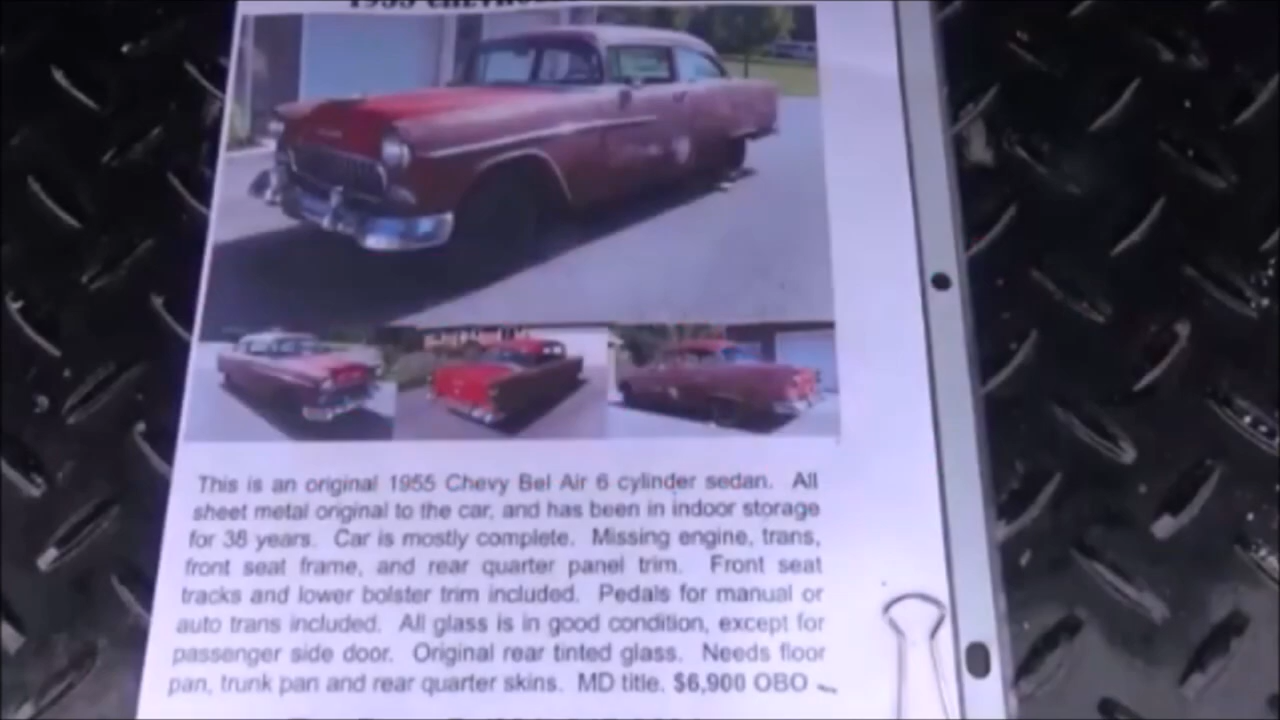 This is an original 1955 Chevy Bel Air 6 cylinder sedan. All
sheet metal original to the car, and has been in indoor storage
for 38 years. Car is mostly complete. Missing engine, trans,
front seat frame, and rear quarter panel trim. Front seat
tracks and lower bolster trim included. Pedals for manual or
auto trans included. All glass is in good condition, except for
passenger side door. Original rear tinted glass. Needs floor
pan, trunk pan and rear quarter skins. MD title. $6,900 OBO